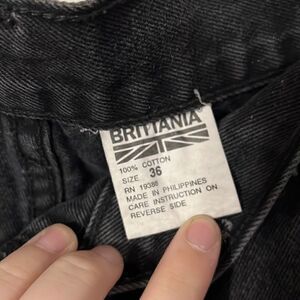 BRITTANIA
100% COTTON
SIZE 36
RN 19386
MADE IN PHILIPPINES
CARE INSTRUCTION ON
REVERSE SIDE